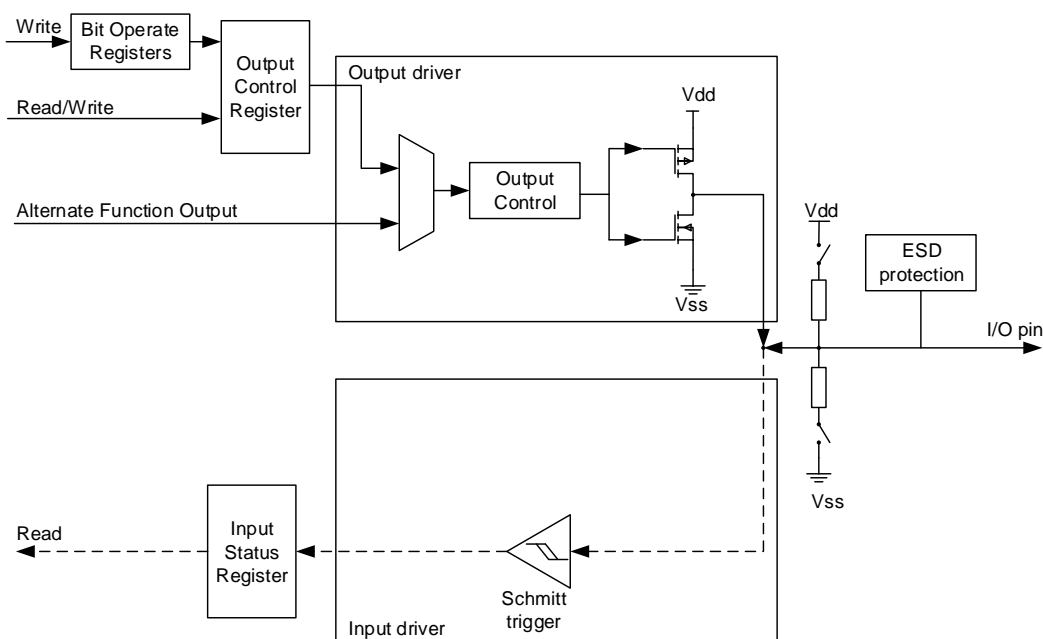 Write
Bit Operate
Registers
Output
Control
Register
Read/Write
Alternate Function Output
Output driver
Output
Control
Vdd
Vss
Vdd
ESD
protection
I/O pin
Vss
Read
Input
Status
Register
Schmitt
trigger
Input driver